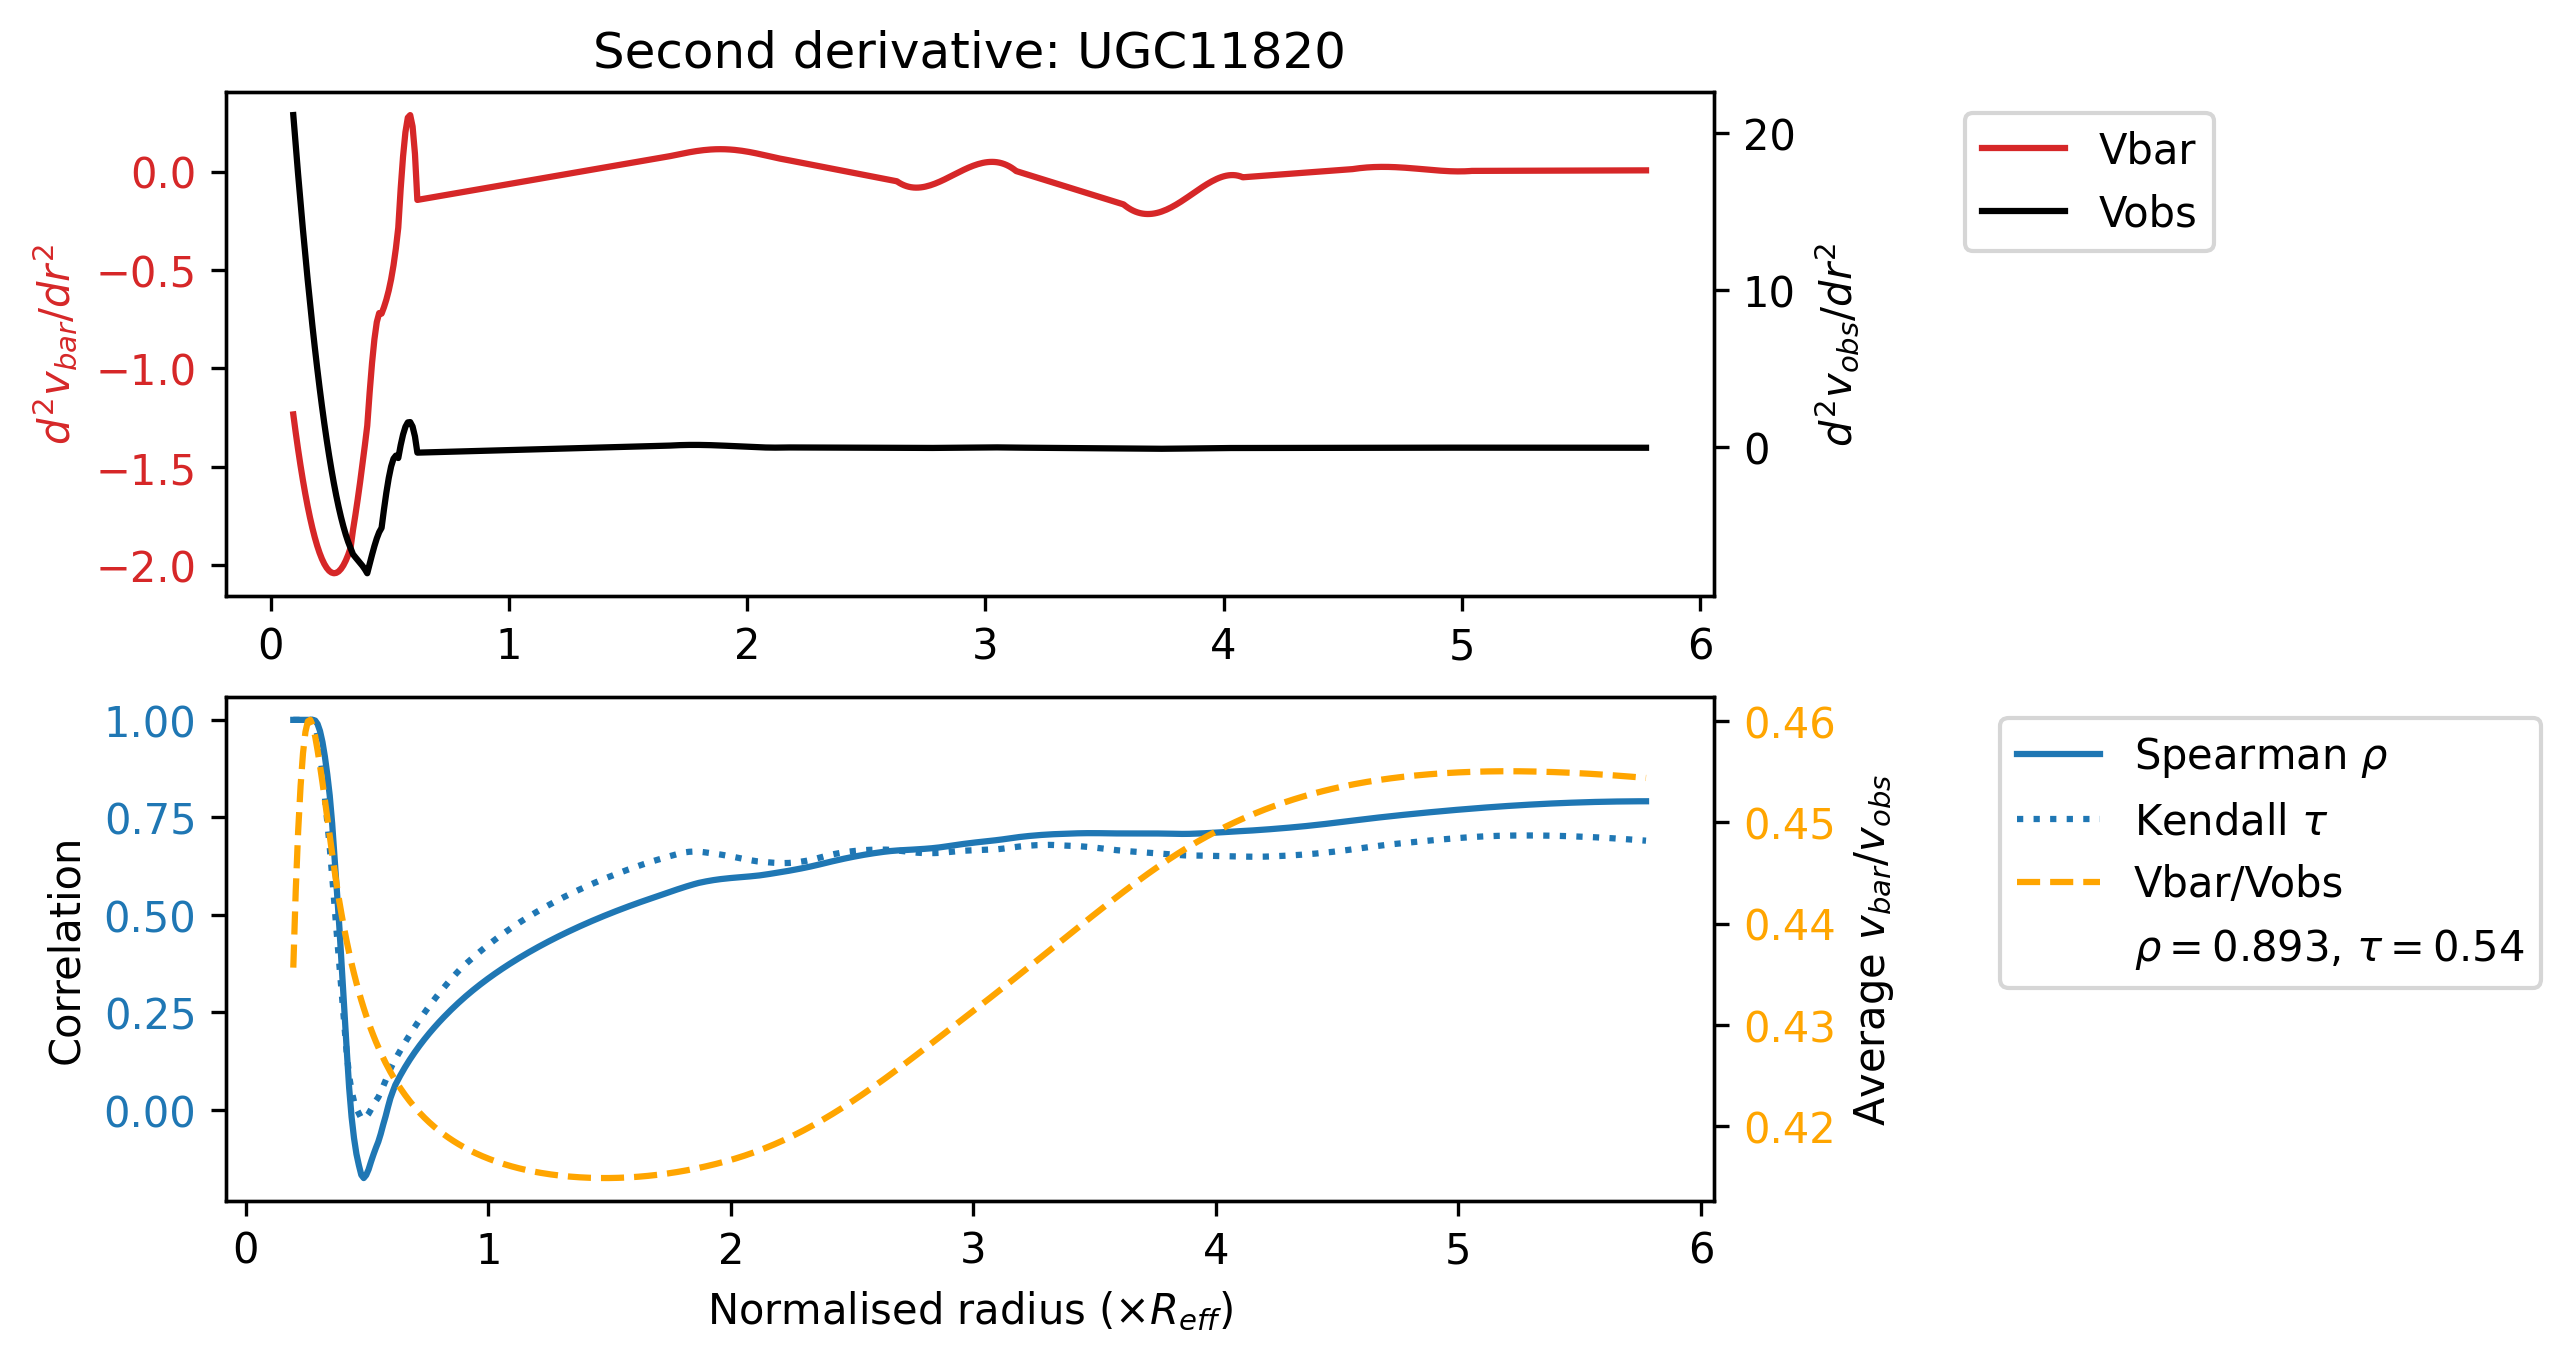 Second derivative: UGC11820
d²v_bar/dr²
0.0
−0.5
−1.0
−1.5
−2.0
20
10
0
d²v_obs/dr²
0 1 2 3 4 5 6
Vbar
Vobs
Correlation
1.00
0.75
0.50
0.25
0.00
0.46
0.45
0.44
0.43
0.42
Average v_bar/v_obs
0 1 2 3 4 5 6
Normalised radius (×R_eff)
Spearman ρ
Kendall τ
Vbar/Vobs
ρ = 0.893, τ = 0.54